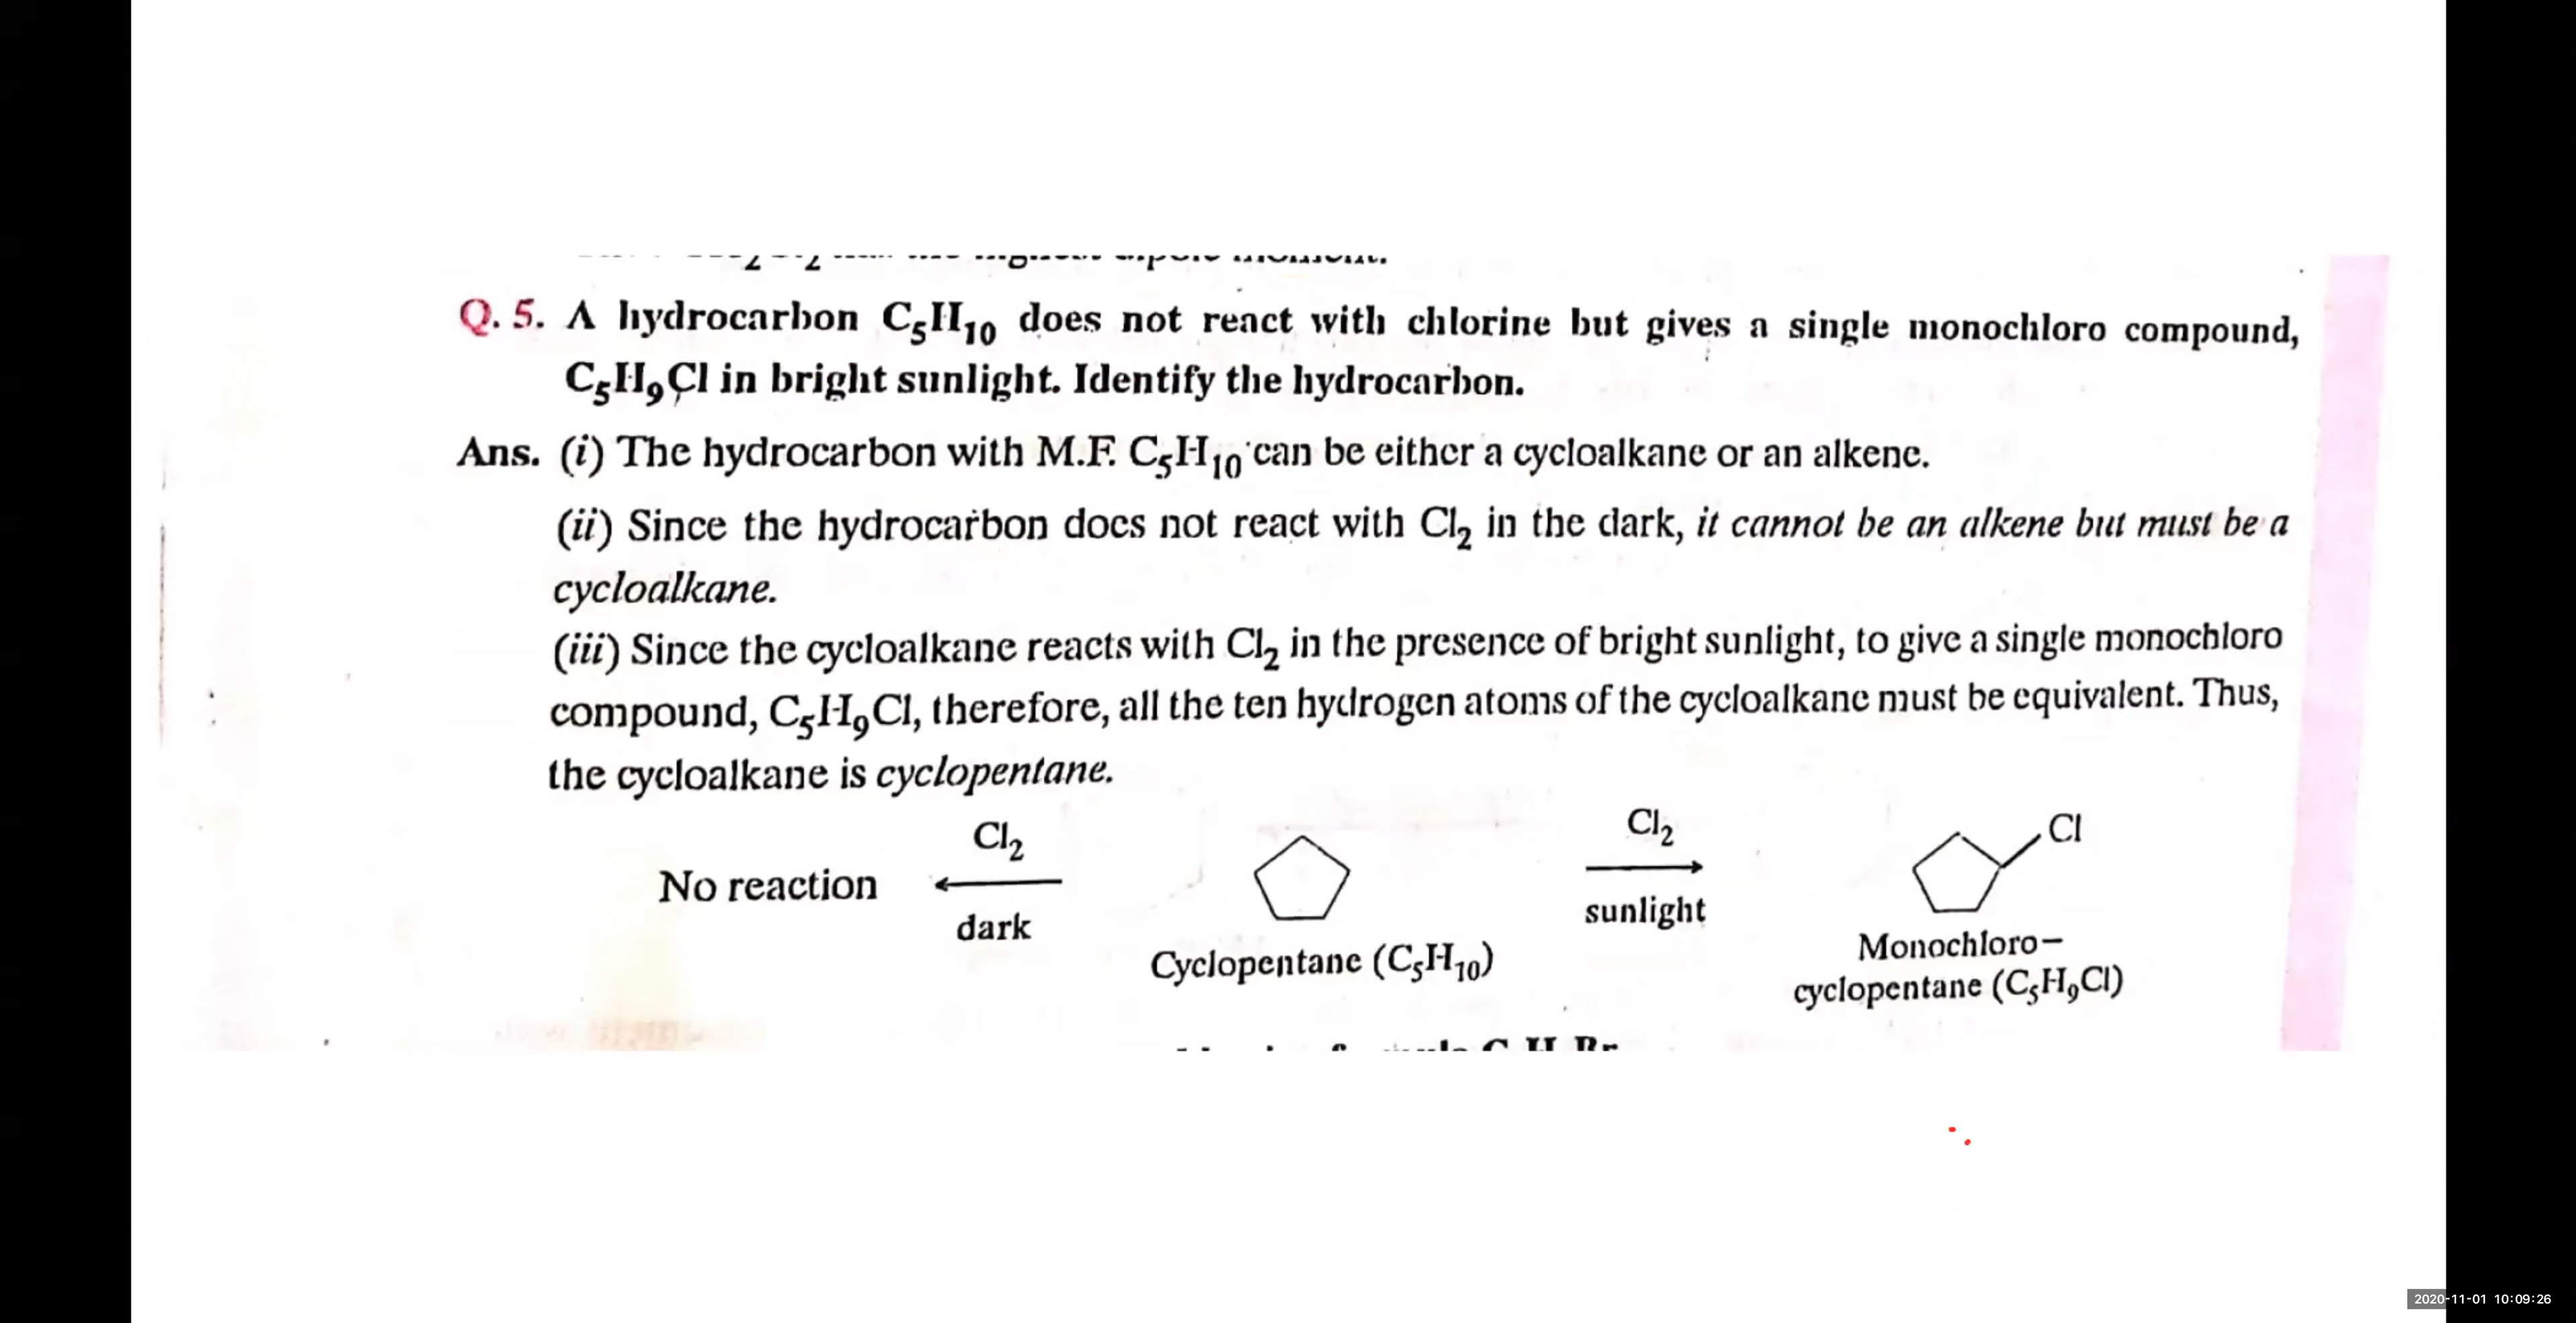 Q. 5. A hydrocarbon C₅H₁₀ does not react with chlorine but gives a single monochloro compound,
C₅H₉Cl in bright sunlight. Identify the hydrocarbon.
Ans. (i) The hydrocarbon with M.F. C₅H₁₀ can be either a cycloalkane or an alkene.
(ii) Since the hydrocarbon does not react with Cl₂ in the dark, it cannot be an alkene but must be a
cycloalkane.
(iii) Since the cycloalkane reacts with Cl₂ in the presence of bright sunlight, to give a single monochloro
compound, C₅H₉Cl, therefore, all the ten hydrogen atoms of the cycloalkane must be equivalent. Thus,
the cycloalkane is cyclopentane.
No reaction
Cl₂
dark
Cyclopentane (C₅H₁₀)
Cl₂
sunlight
Cl
Monochloro–
cyclopentane (C₅H₉Cl)
2020-11-01 10:09:26